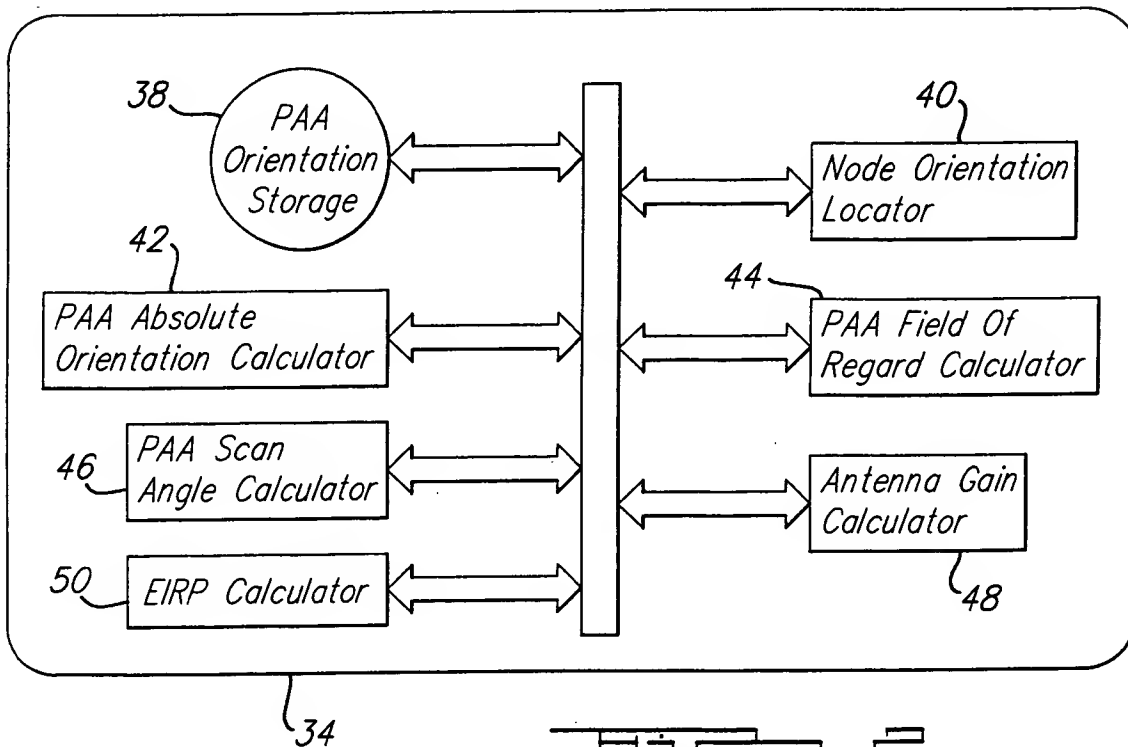 38
PAA
Orientation
Storage
40
Node Orientation
Locator
42
PAA Absolute
Orientation Calculator
44
PAA Field Of
Regard Calculator
46
PAA Scan
Angle Calculator
Antenna Gain
Calculator
48
50
EIRP Calculator
34